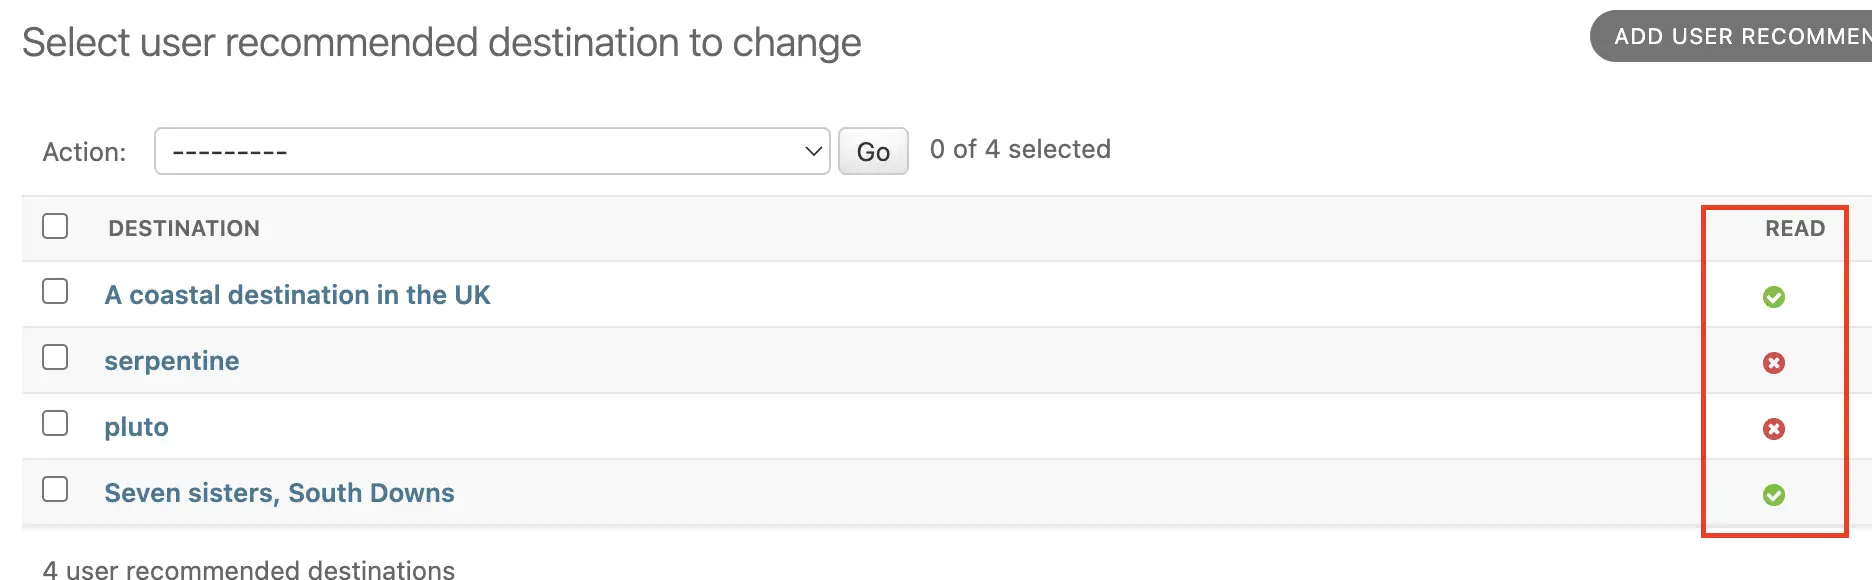 Select user recommended destination to change
ADD USER RECOMMEN
Action: --------- Go 0 of 4 selected
DESTINATION READ
A coastal destination in the UK
serpentine
pluto
Seven sisters, South Downs
4 user recommended destinations